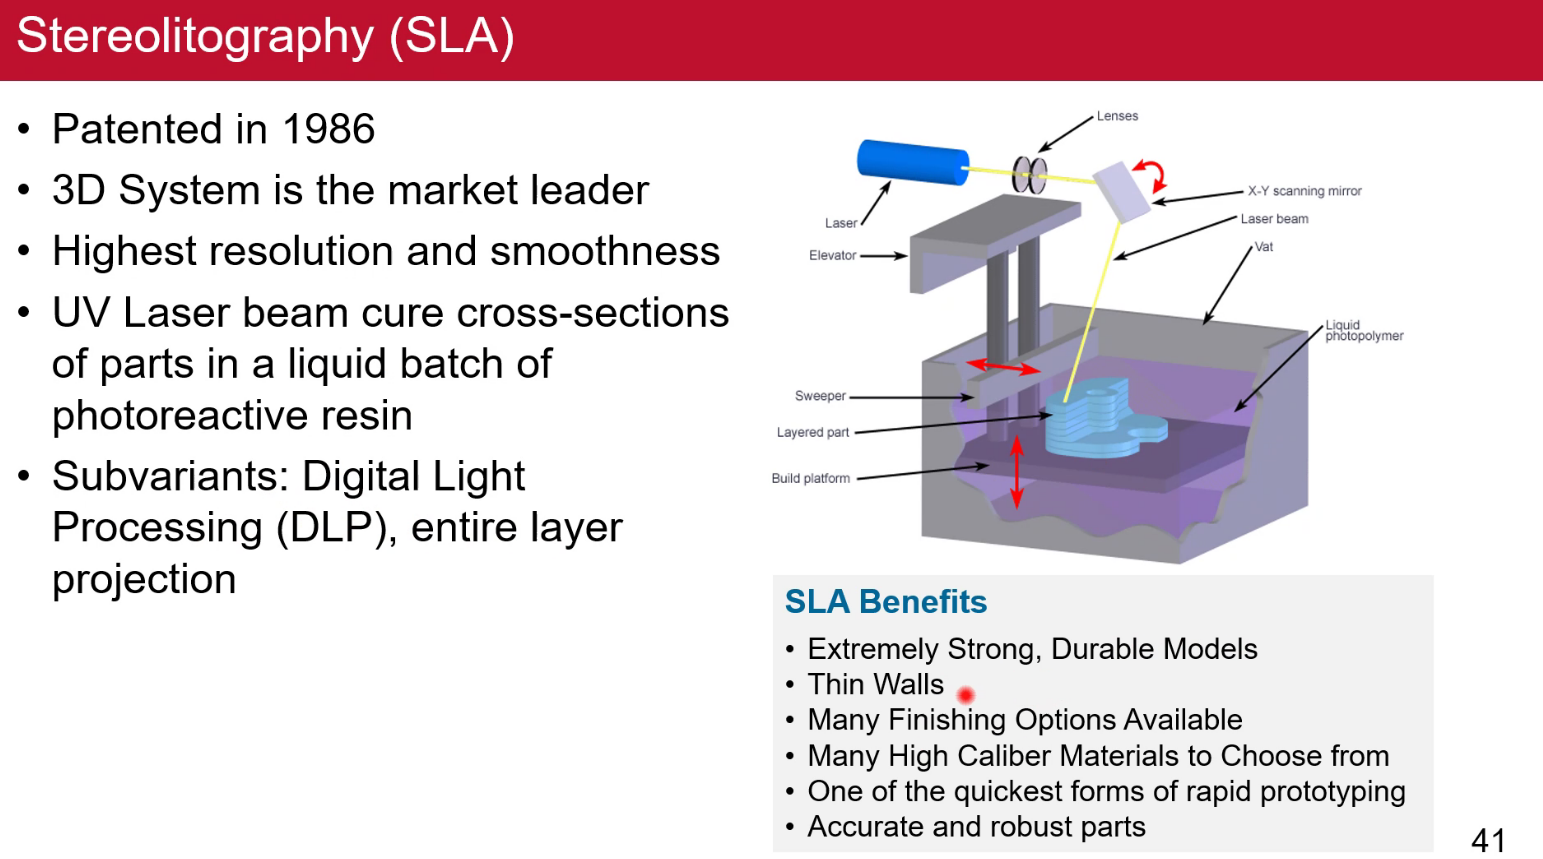 Stereolitography (SLA)
• Patented in 1986
• 3D System is the market leader
• Highest resolution and smoothness
• UV Laser beam cure cross-sections
of parts in a liquid batch of
photoreactive resin
• Subvariants: Digital Light
Processing (DLP), entire layer
projection
Lenses
X-Y scanning mirror
Laser beam
Laser
Vat
Elevator
Liquid
photopolymer
Sweeper
Layered part
Build platform
SLA Benefits
• Extremely Strong, Durable Models
• Thin Walls
• Many Finishing Options Available
• Many High Caliber Materials to Choose from
• One of the quickest forms of rapid prototyping
• Accurate and robust parts
41